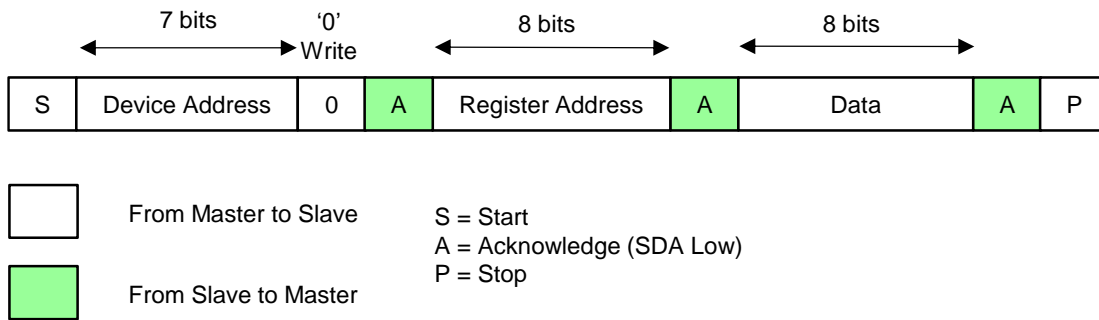 7 bits
‘0’
Write
8 bits
8 bits
S Device Address 0 A Register Address A Data A P
From Master to Slave
S = Start
A = Acknowledge (SDA Low)
P = Stop
From Slave to Master